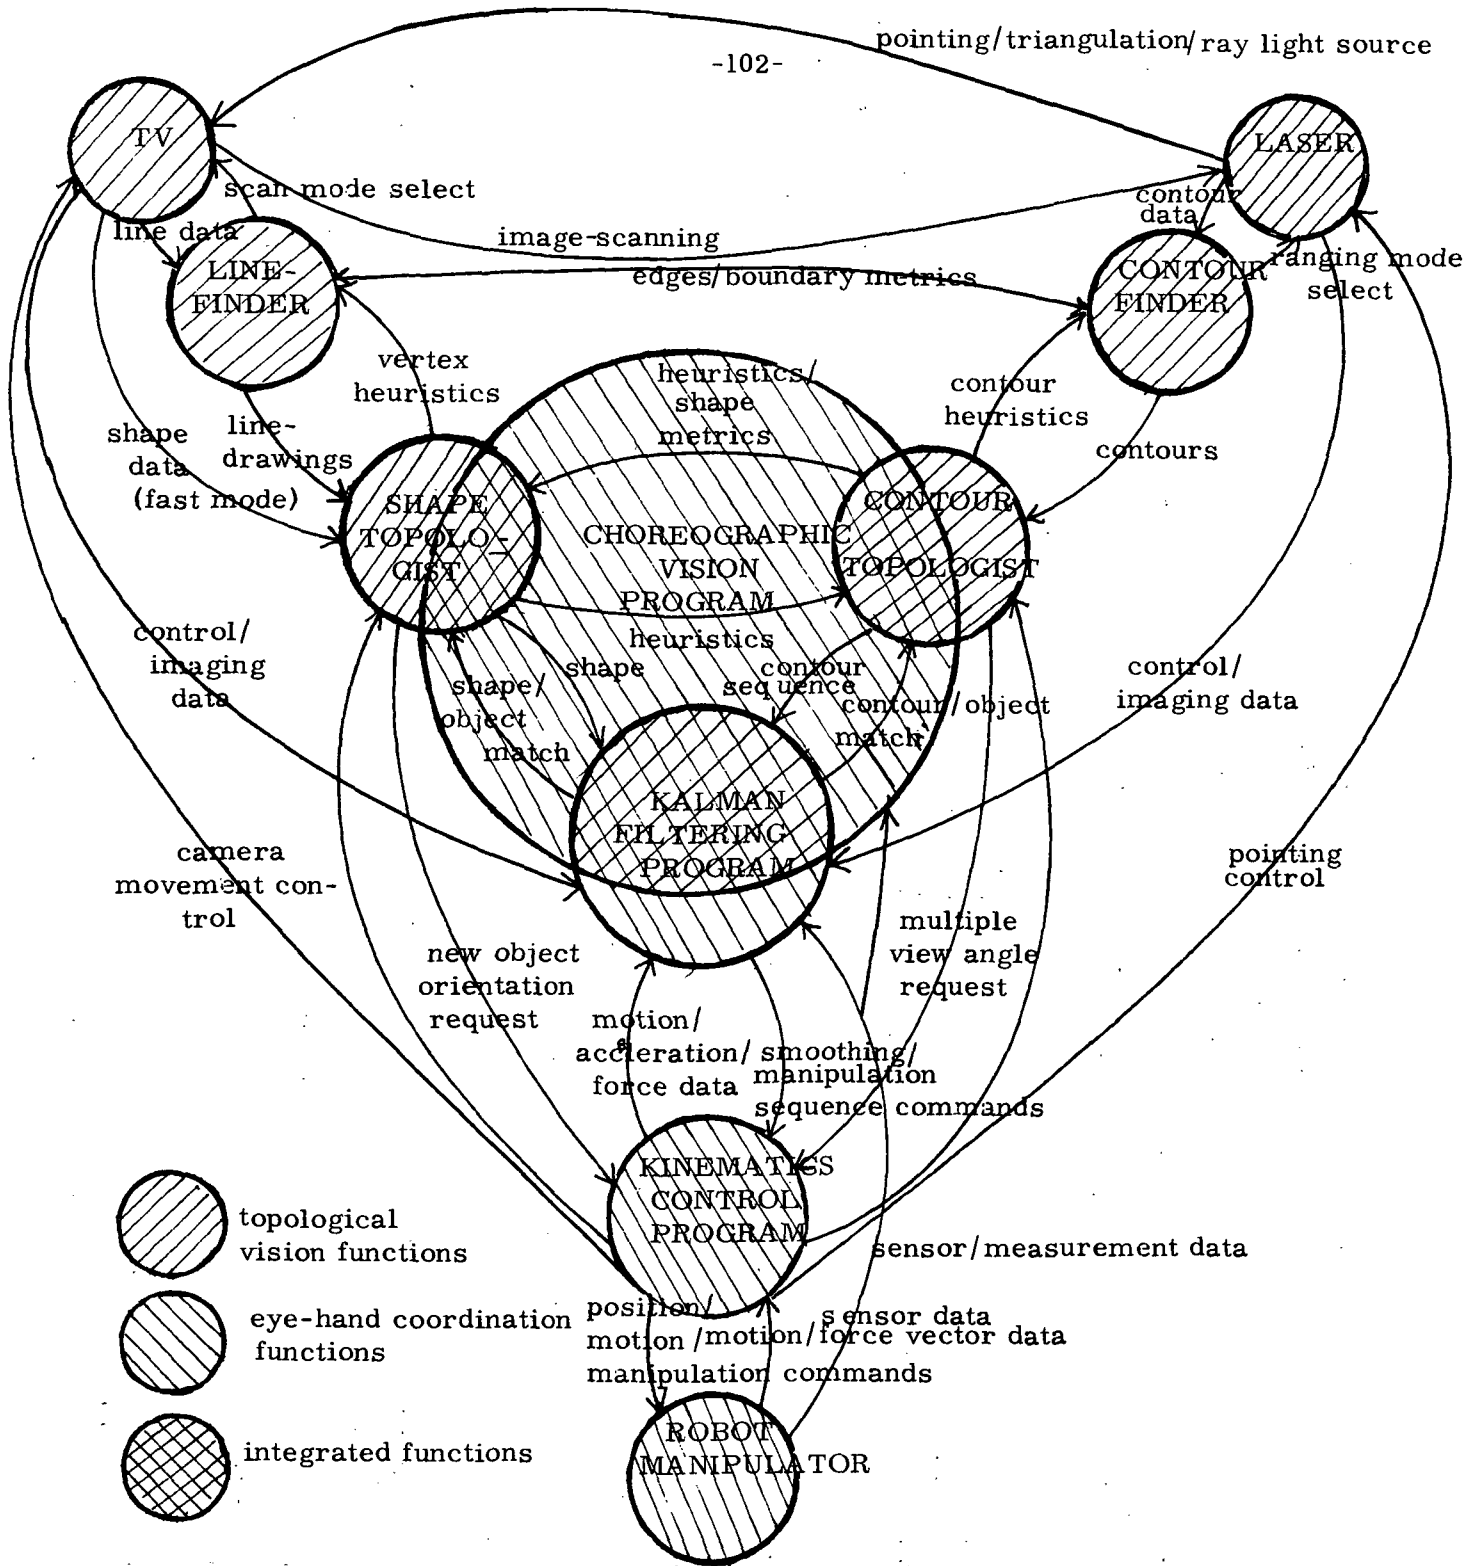 pointing/triangulation/ray light source
-102-
TV
LASER
scan mode select
contour
data
line data
image-scanning
LINE-
FINDER
edges/boundary metrics
CONTOUR
FINDER
ranging mode
select
vertex
heuristics
heuristics/
shape
metrics
contour
heuristics
shape
data
(fast mode)
line-
drawings
contours
SHAPE
TOPOLO-
GIST
CHOREOGRAPHIC
VISION
PROGRAM
CONTOUR
TOPOLOGIST
heuristics
control/
imaging
data
shape
shape/
object
match
contour
sequence
contour/object
match
control/
imaging data
KALMAN
FILTERING
PROGRAM
camera
movement con-
trol
pointing
control
new object
orientation
request
multiple
view angle
request
motion/
accleration/
force data
smoothing/
manipulation
sequence commands
KINEMATICS
CONTROL
PROGRAM
topological
vision functions
sensor/measurement data
eye-hand coordination
functions
position/
motion/
manipulation commands
sensor data
motion/force vector data
integrated functions
ROBOT
MANIPULATOR